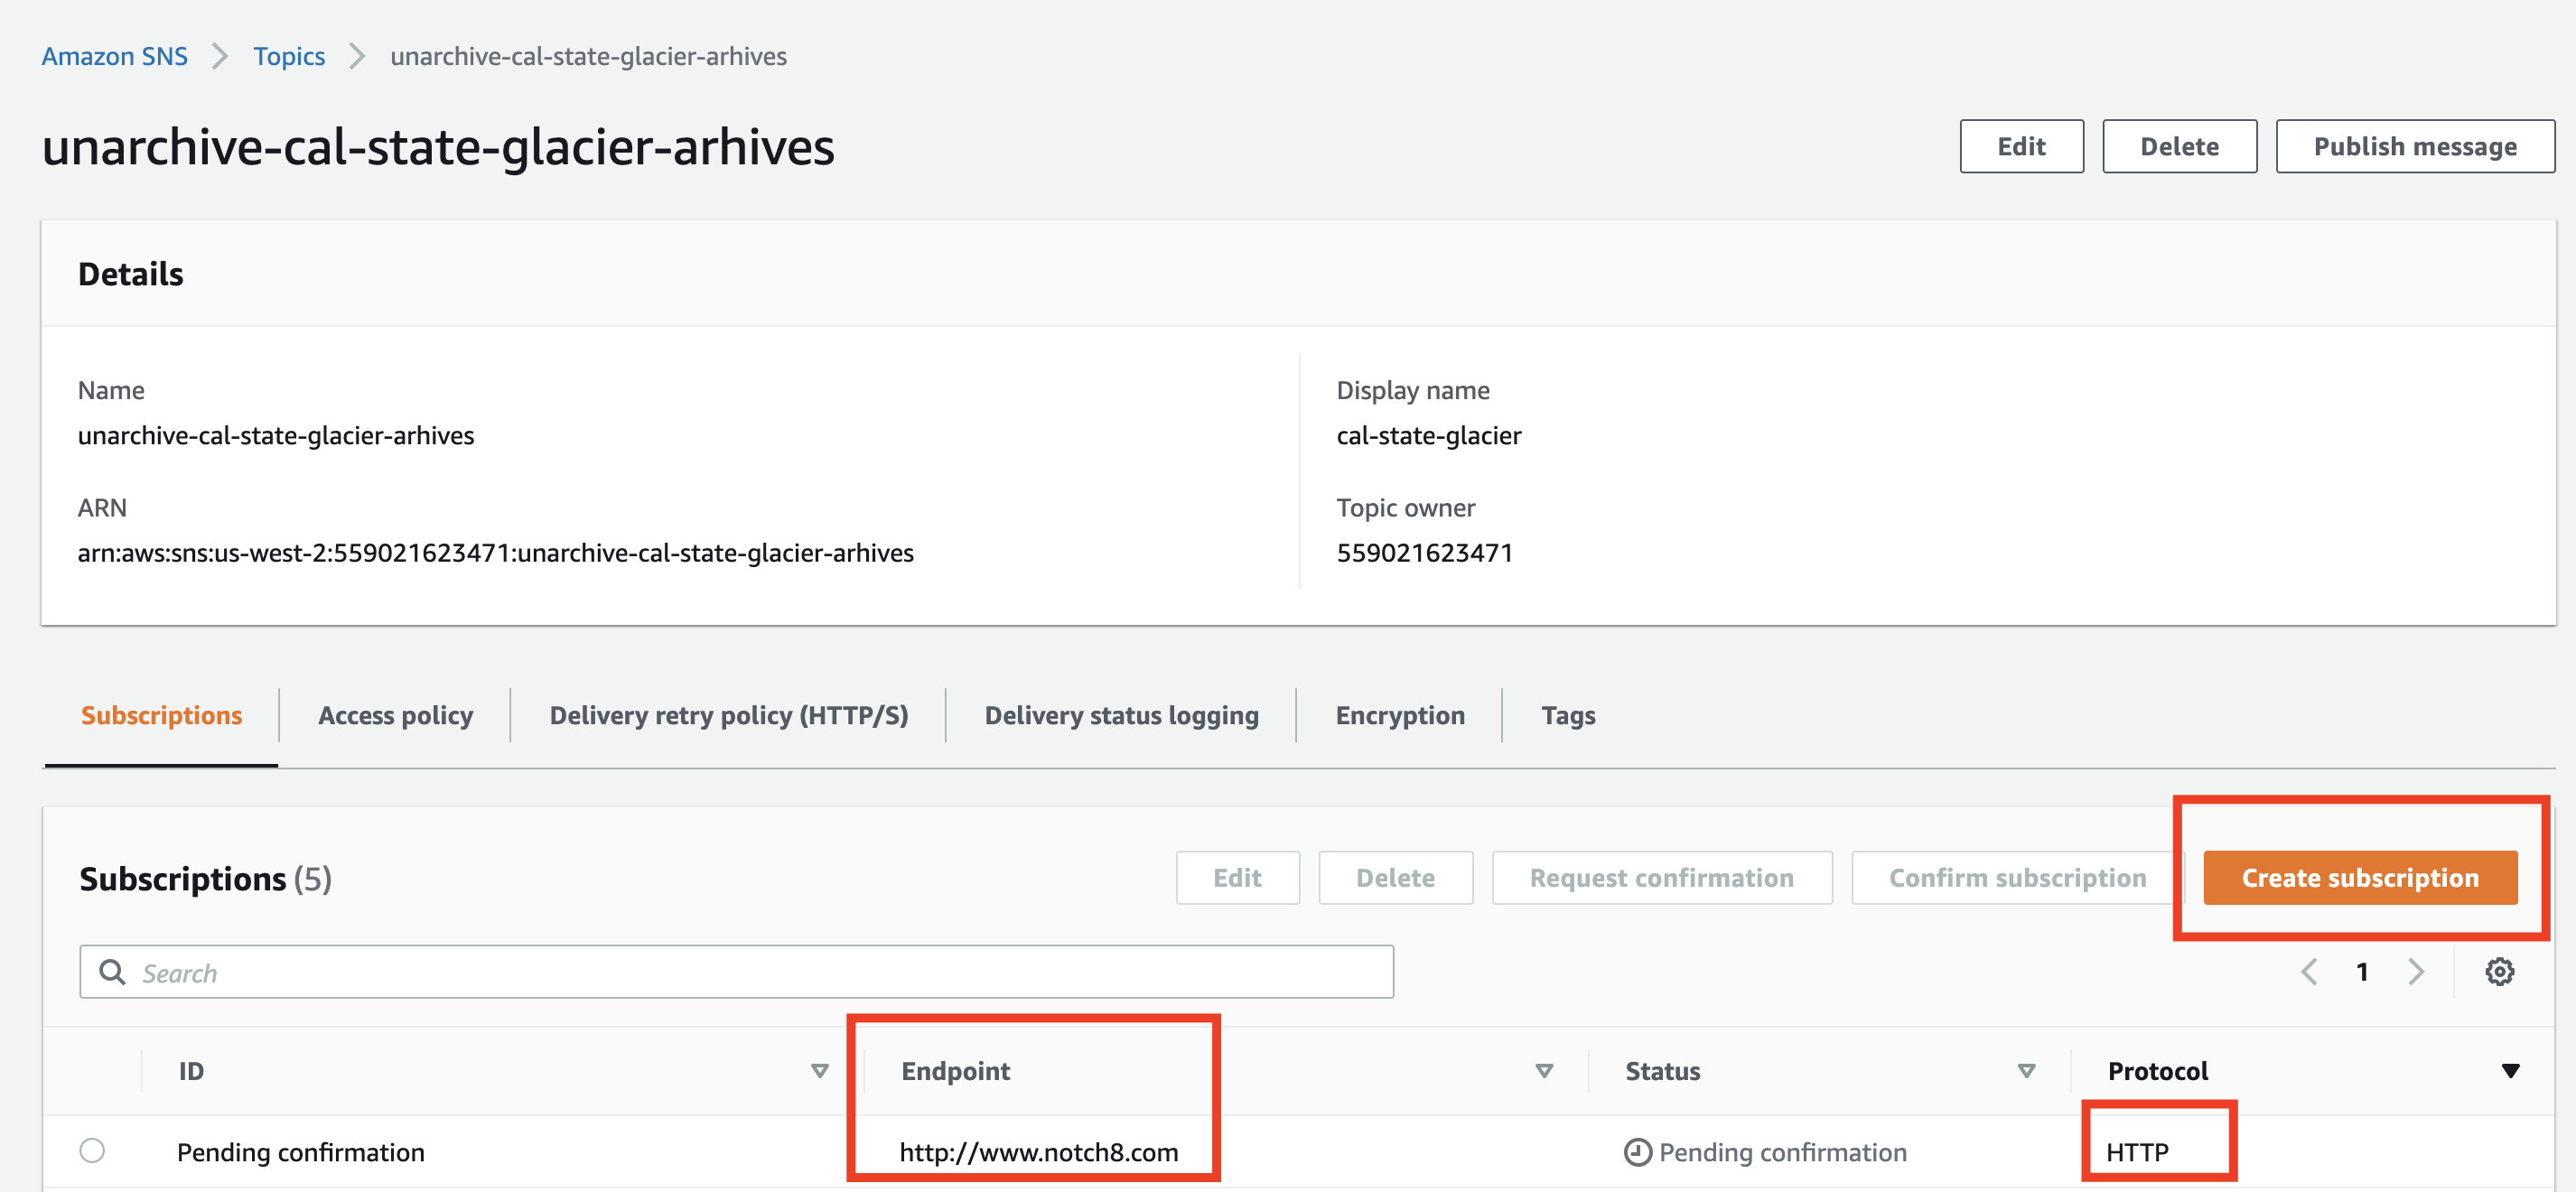 Amazon SNS > Topics > unarchive-cal-state-glacier-arhives
unarchive-cal-state-glacier-arhives
Edit Delete Publish message
Details
Name
unarchive-cal-state-glacier-arhives
ARN
arn:aws:sns:us-west-2:559021623471:unarchive-cal-state-glacier-arhives
Display name
cal-state-glacier
Topic owner
559021623471
Subscriptions Access policy Delivery retry policy (HTTP/S) Delivery status logging Encryption Tags
Subscriptions (5) Edit Delete Request confirmation Confirm subscription Create subscription
Search 1
ID Endpoint Status Protocol
Pending confirmation http://www.notch8.com Pending confirmation HTTP